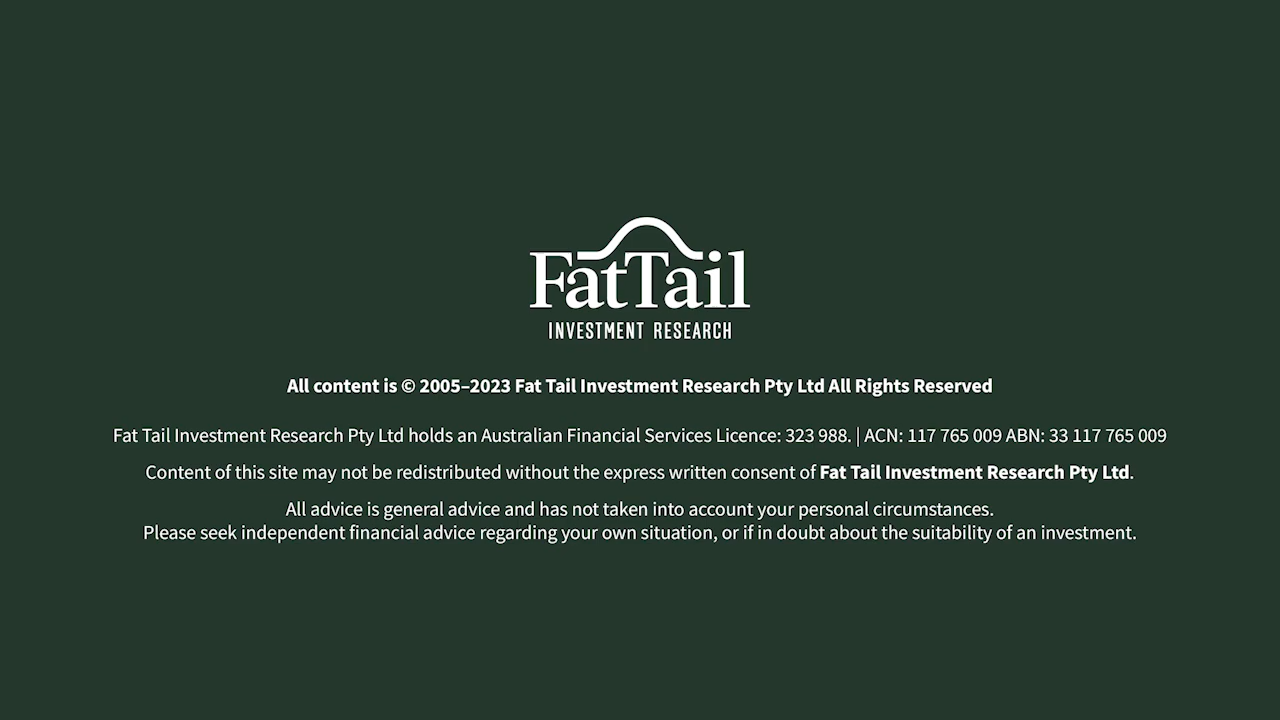 FatTail
INVESTMENT RESEARCH
All content is © 2005–2023 Fat Tail Investment Research Pty Ltd All Rights Reserved
Fat Tail Investment Research Pty Ltd holds an Australian Financial Services Licence: 323 988. | ACN: 117 765 009 ABN: 33 117 765 009
Content of this site may not be redistributed without the express written consent of Fat Tail Investment Research Pty Ltd.
All advice is general advice and has not taken into account your personal circumstances.
Please seek independent financial advice regarding your own situation, or if in doubt about the suitability of an investment.